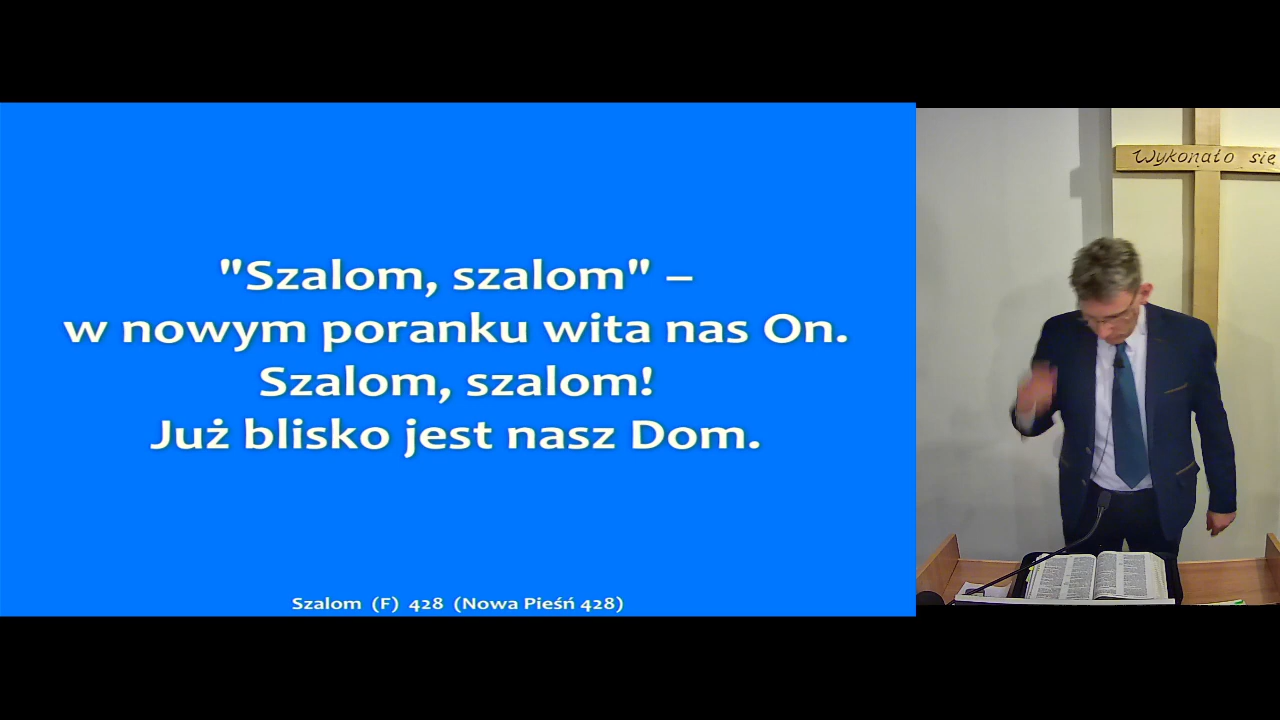 "Szalom, szalom" –
w nowym poranku wita nas On.
Szalom, szalom!
Już blisko jest nasz Dom.
Szalom (F) 428 (Nowa Pieśń 428)
Wykonało się